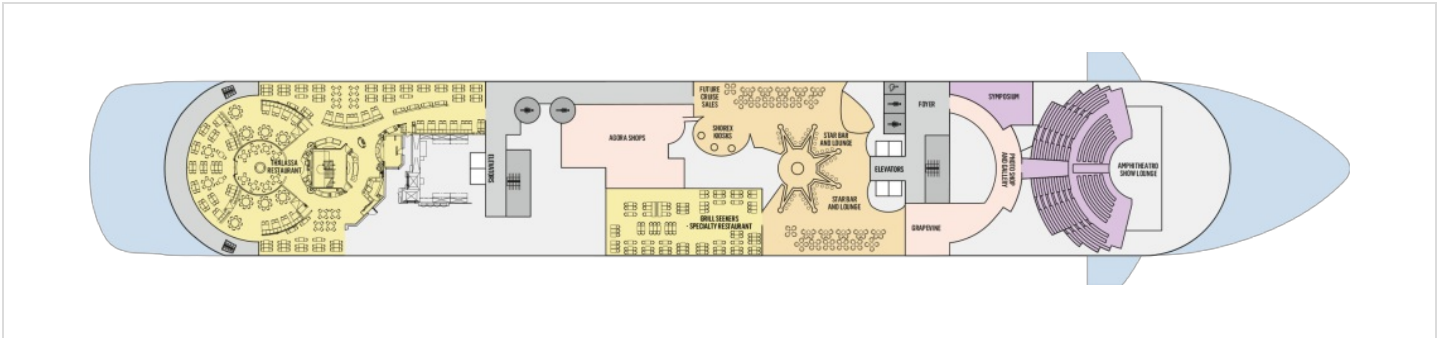 THALASSA
RESTAURANT
ELEVATORS
AGORA SHOPS
FUTURE
CRUISE
SALES
SHOREX
KIOSKS
GRILL SEEKERS
- SPECIALTY RESTAURANT
STAR BAR
AND LOUNGE
STAR BAR
AND LOUNGE
ELEVATORS
FOYER
GRAPEVINE
SYMPOSIUM
PHOTO SHOP
AND GALLERY
AMPHITHEATRO
SHOW LOUNGE